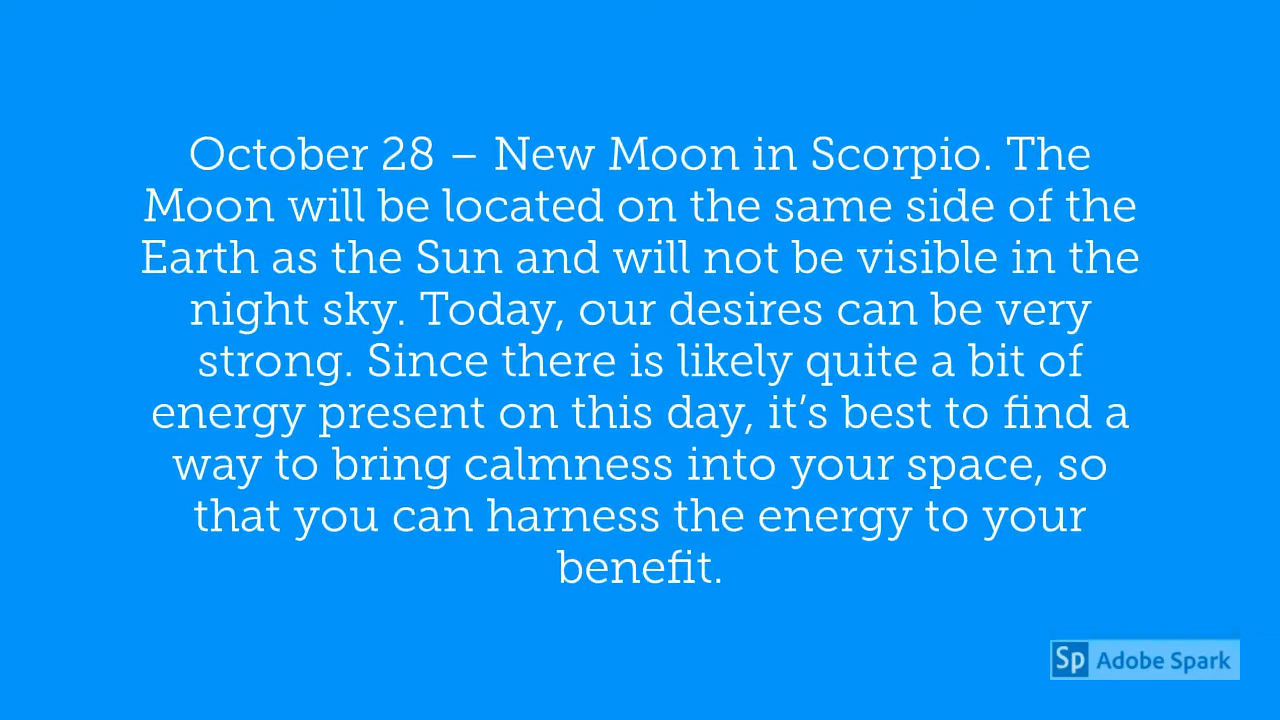 October 28 – New Moon in Scorpio. The
Moon will be located on the same side of the
Earth as the Sun and will not be visible in the
night sky. Today, our desires can be very
strong. Since there is likely quite a bit of
energy present on this day, it’s best to find a
way to bring calmness into your space, so
that you can harness the energy to your
benefit.
Sp Adobe Spark